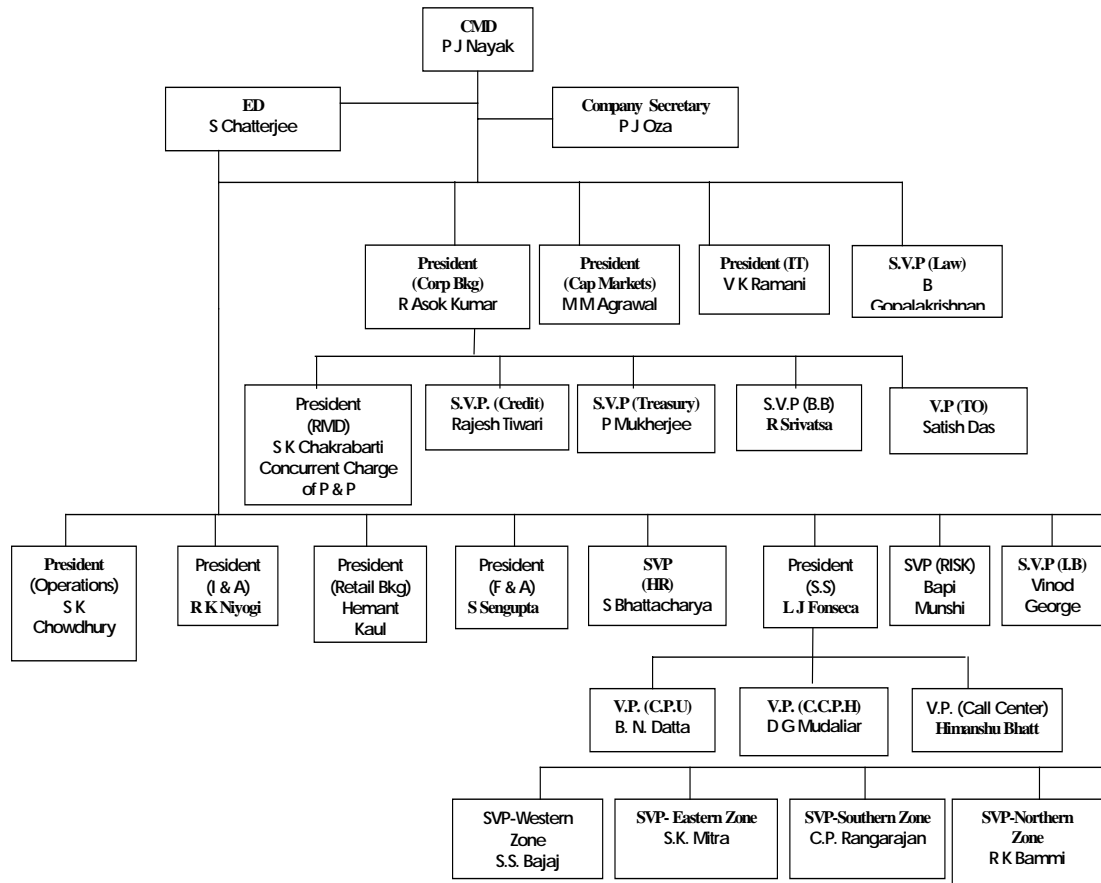 CMD
P J Nayak
ED
S Chatterjee
Company Secretary
P J Oza
President
(Corp Bkg)
R Asok Kumar
President
(Cap Markets)
M M Agrawal
President (IT)
V K Ramani
S.V.P (Law)
B
Gopalakrishnan
President
(RMD)
S K Chakrabarti
Concurrent Charge
of P & P
S.V.P. (Credit)
Rajesh Tiwari
S.V.P (Treasury)
P Mukherjee
S.V.P (B.B)
R Srivatsa
V.P (TO)
Satish Das
President
(Operations)
S K
Chowdhury
President
(I & A)
R K Niyogi
President
(Retail Bkg)
Hemant
Kaul
President
(F & A)
S Sengupta
SVP
(HR)
S Bhattacharya
President
(S.S)
L J Fonseca
SVP (RISK)
Bapi
Munshi
S.V.P (I.B)
Vinod
George
V.P. (C.P.U)
B. N. Datta
V.P. (C.C.P.H)
D G Mudaliar
V.P. (Call Center)
Himanshu Bhatt
SVP-Western
Zone
S.S. Bajaj
SVP- Eastern Zone
S.K. Mitra
SVP-Southern Zone
C.P. Rangarajan
SVP-Northern
Zone
R K Bammi